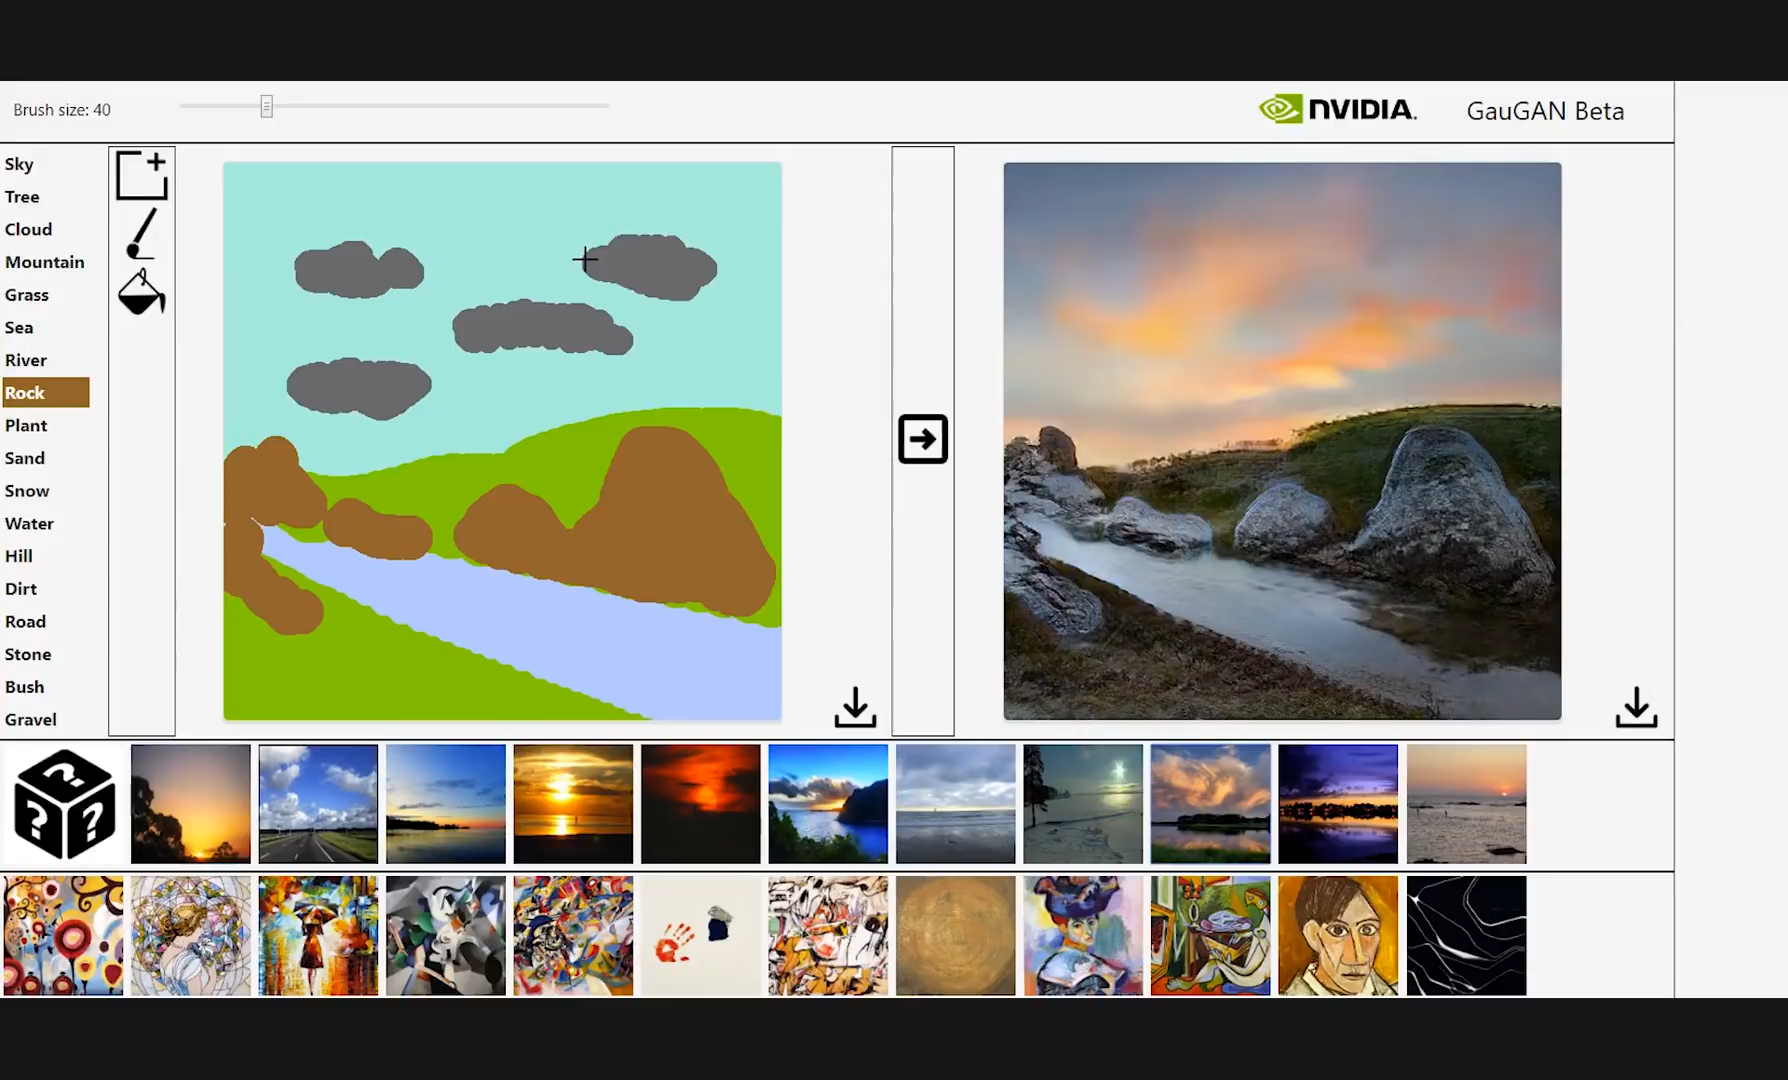 Brush size: 40
NVIDIA.
GauGAN Beta
Sky
Tree
Cloud
Mountain
Grass
Sea
River
Rock
Plant
Sand
Snow
Water
Hill
Dirt
Road
Stone
Bush
Gravel
? ? ?